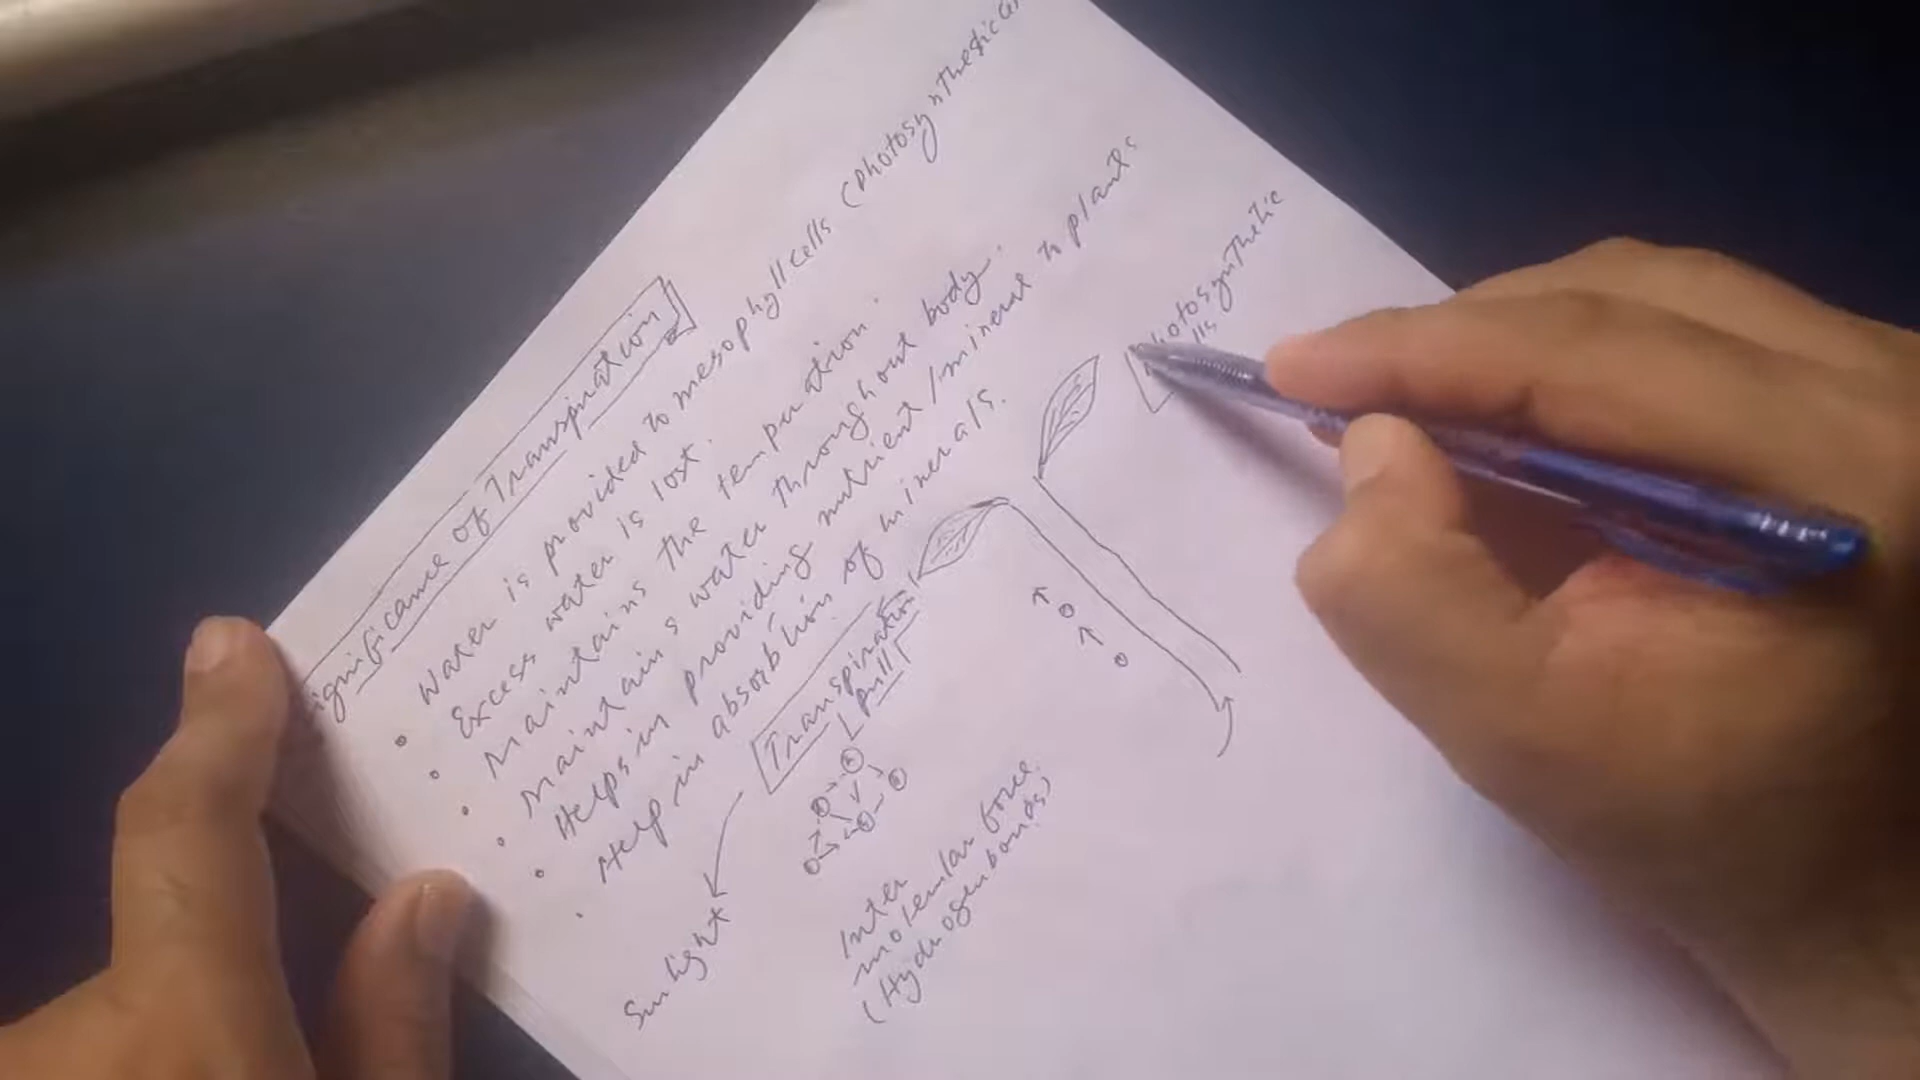 Significance of Transpiration
• Water is provided to mesophyll cells (Photosynthetic
• Excess water is lost.
• Maintains the temperation.
• Maintains water throughout body.
• Helps in providing nutrient/mineral to plants
• Help in absorbtion of minerals.
Transpiration
Pull
Sunlight
Inter
molecular force
(Hydrogen bonds)
Photosynthetic